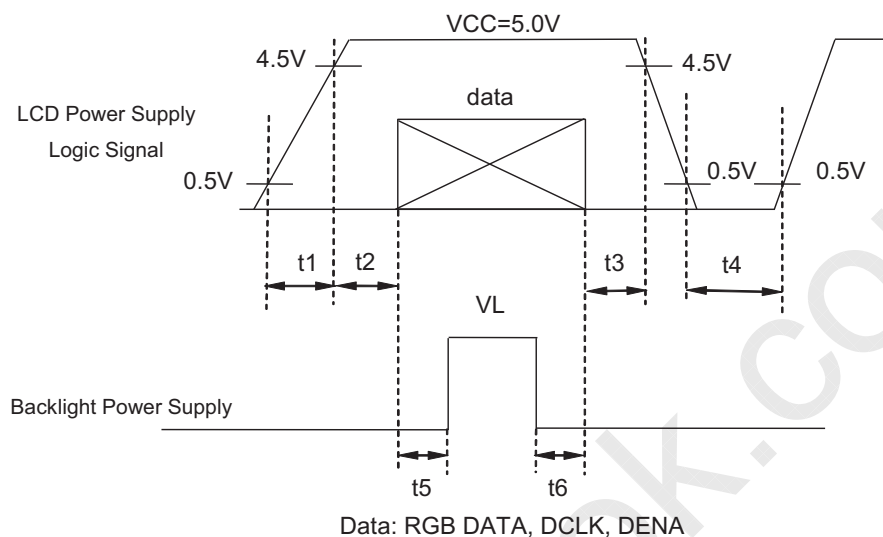 VCC=5.0V
4.5V
4.5V
data
LCD Power Supply
Logic Signal
0.5V
0.5V
0.5V
t1
t2
t3
t4
VL
Backlight Power Supply
t5
t6
Data: RGB DATA, DCLK, DENA